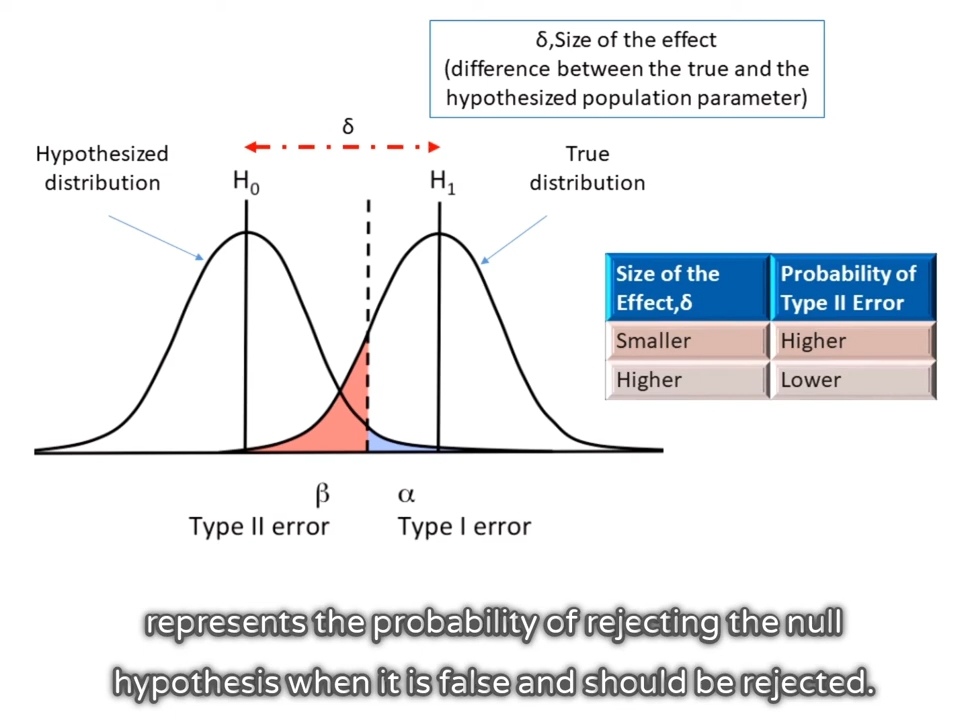 δ,Size of the effect
(difference between the true and the
hypothesized population parameter)
δ
Hypothesized
distribution
H₀
H₁
True
distribution
Size of the Effect,δ
Probability of Type II Error
Smaller
Higher
Higher
Lower
β
α
Type II error
Type I error
represents the probability of rejecting the null
hypothesis when it is false and should be rejected.